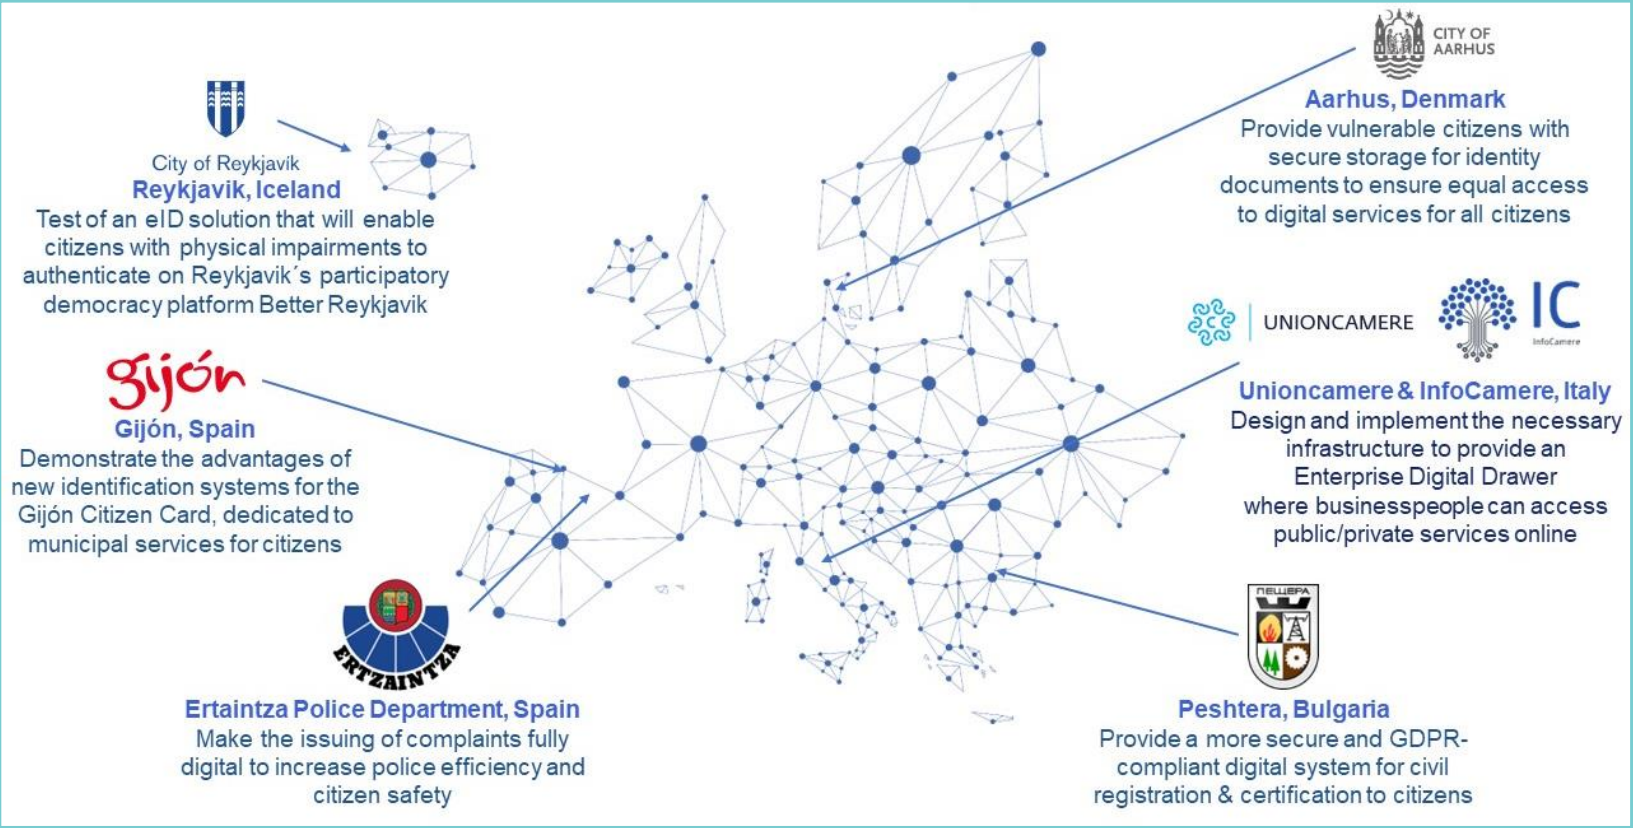 City of Reykjavík
Reykjavik, Iceland
Test of an eID solution that will enable
citizens with physical impairments to
authenticate on Reykjavik´s participatory
democracy platform Better Reykjavik
gijón
Gijón, Spain
Demonstrate the advantages of
new identification systems for the
Gijón Citizen Card, dedicated to
municipal services for citizens
ERTZAINTZA
Ertaintza Police Department, Spain
Make the issuing of complaints fully
digital to increase police efficiency and
citizen safety
CITY OF
AARHUS
Aarhus, Denmark
Provide vulnerable citizens with
secure storage for identity
documents to ensure equal access
to digital services for all citizens
UNIONCAMERE
IC
InfoCamere
Unioncamere & InfoCamere, Italy
Design and implement the necessary
infrastructure to provide an
Enterprise Digital Drawer
where businesspeople can access
public/private services online
ПЕЩЕРА
Peshtera, Bulgaria
Provide a more secure and GDPR-
compliant digital system for civil
registration & certification to citizens